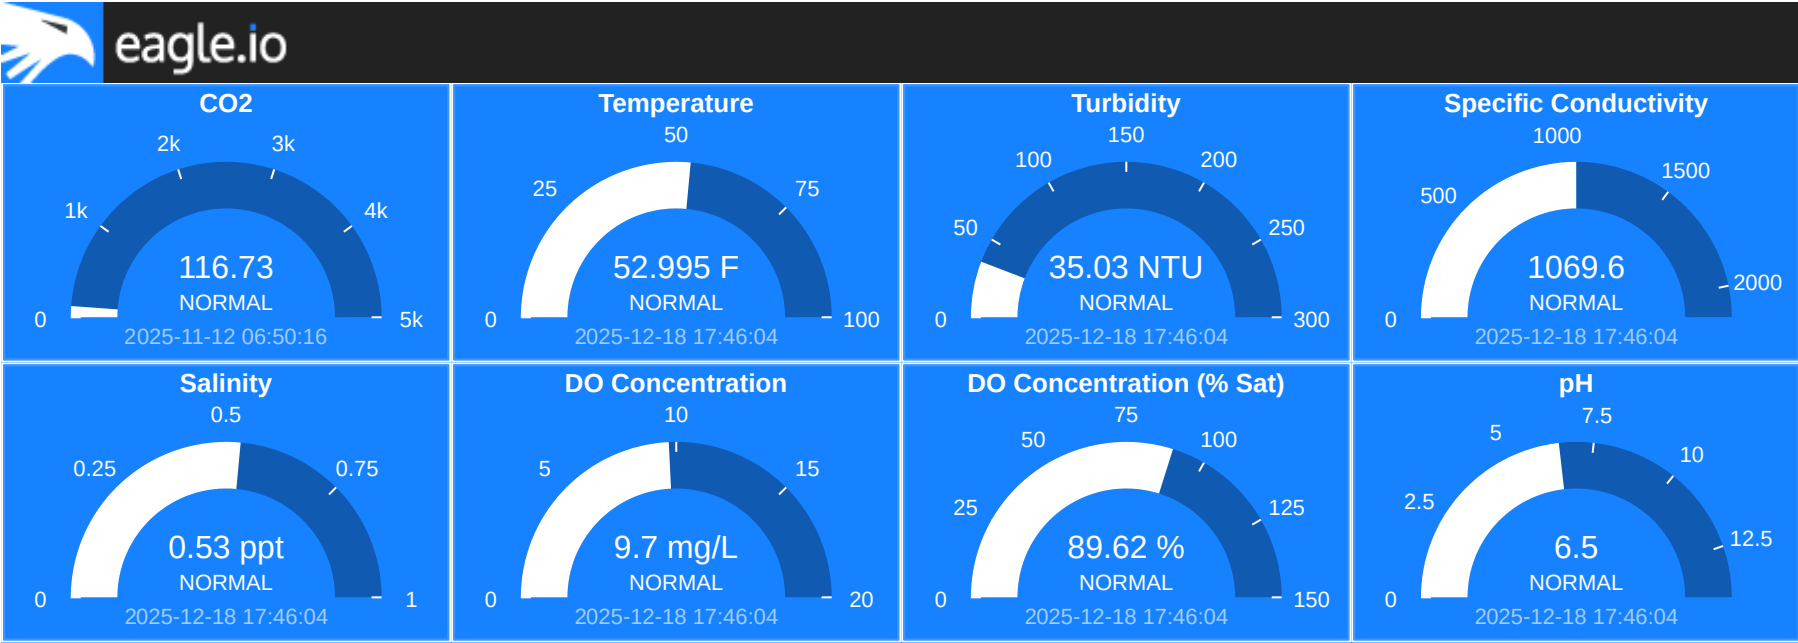 eagle.io
CO2
2k
3k
1k
4k
116.73
NORMAL
0
5k
2025-11-12 06:50:16
Temperature
50
25
75
52.995 F
NORMAL
0
100
2025-12-18 17:46:04
Turbidity
150
100
200
50
250
35.03 NTU
NORMAL
0
300
2025-12-18 17:46:04
Specific Conductivity
1000
1500
500
1069.6
2000
NORMAL
0
2025-12-18 17:46:04
Salinity
0.5
0.25
0.75
0.53 ppt
NORMAL
0
1
2025-12-18 17:46:04
DO Concentration
10
5
15
9.7 mg/L
NORMAL
0
20
2025-12-18 17:46:04
DO Concentration (% Sat)
75
50
100
25
125
89.62 %
NORMAL
0
150
2025-12-18 17:46:04
pH
7.5
5
10
2.5
12.5
6.5
NORMAL
0
2025-12-18 17:46:04